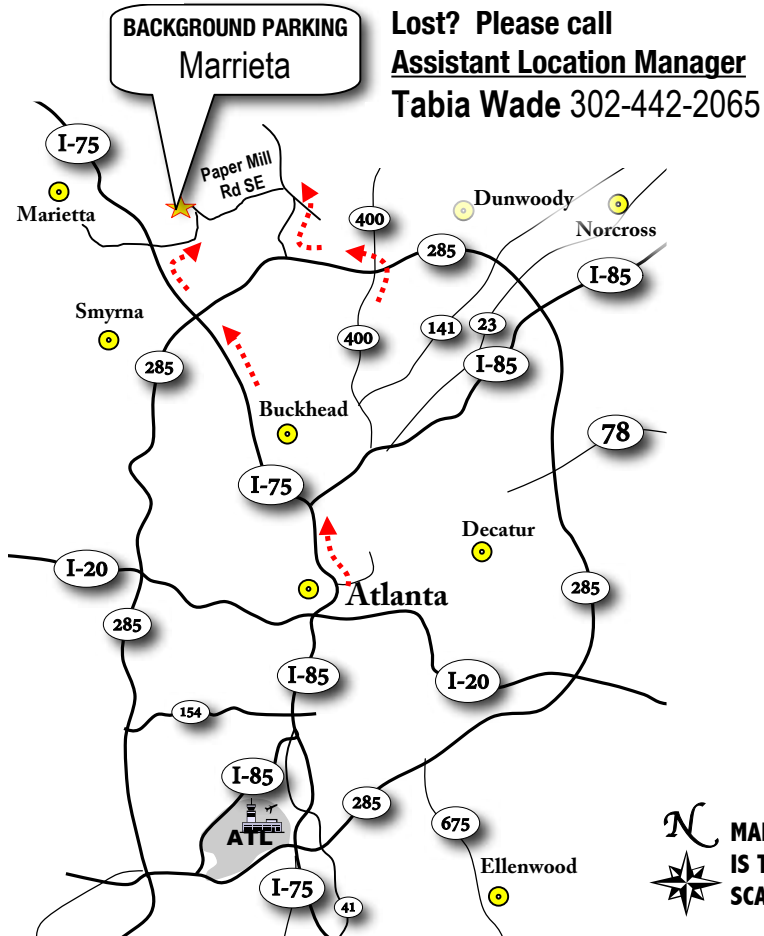 BACKGROUND PARKING
Marrieta
Lost? Please call
Assistant Location Manager
Tabia Wade 302-442-2065
I-75
Paper Mill
Rd SE
Marietta
400
Dunwoody
Norcross
285
I-85
Smyrna
400
141
23
285
I-85
Buckhead
78
I-75
Decatur
I-20
285
Atlanta
285
I-85
I-20
154
I-85
ATL
285
675
N
IS
Ellenwood
I-75
41